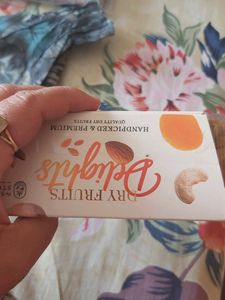 DRY FRUITS
Delights
HANDPICKED & PREMIUM
QUALITY DRY FRUITS